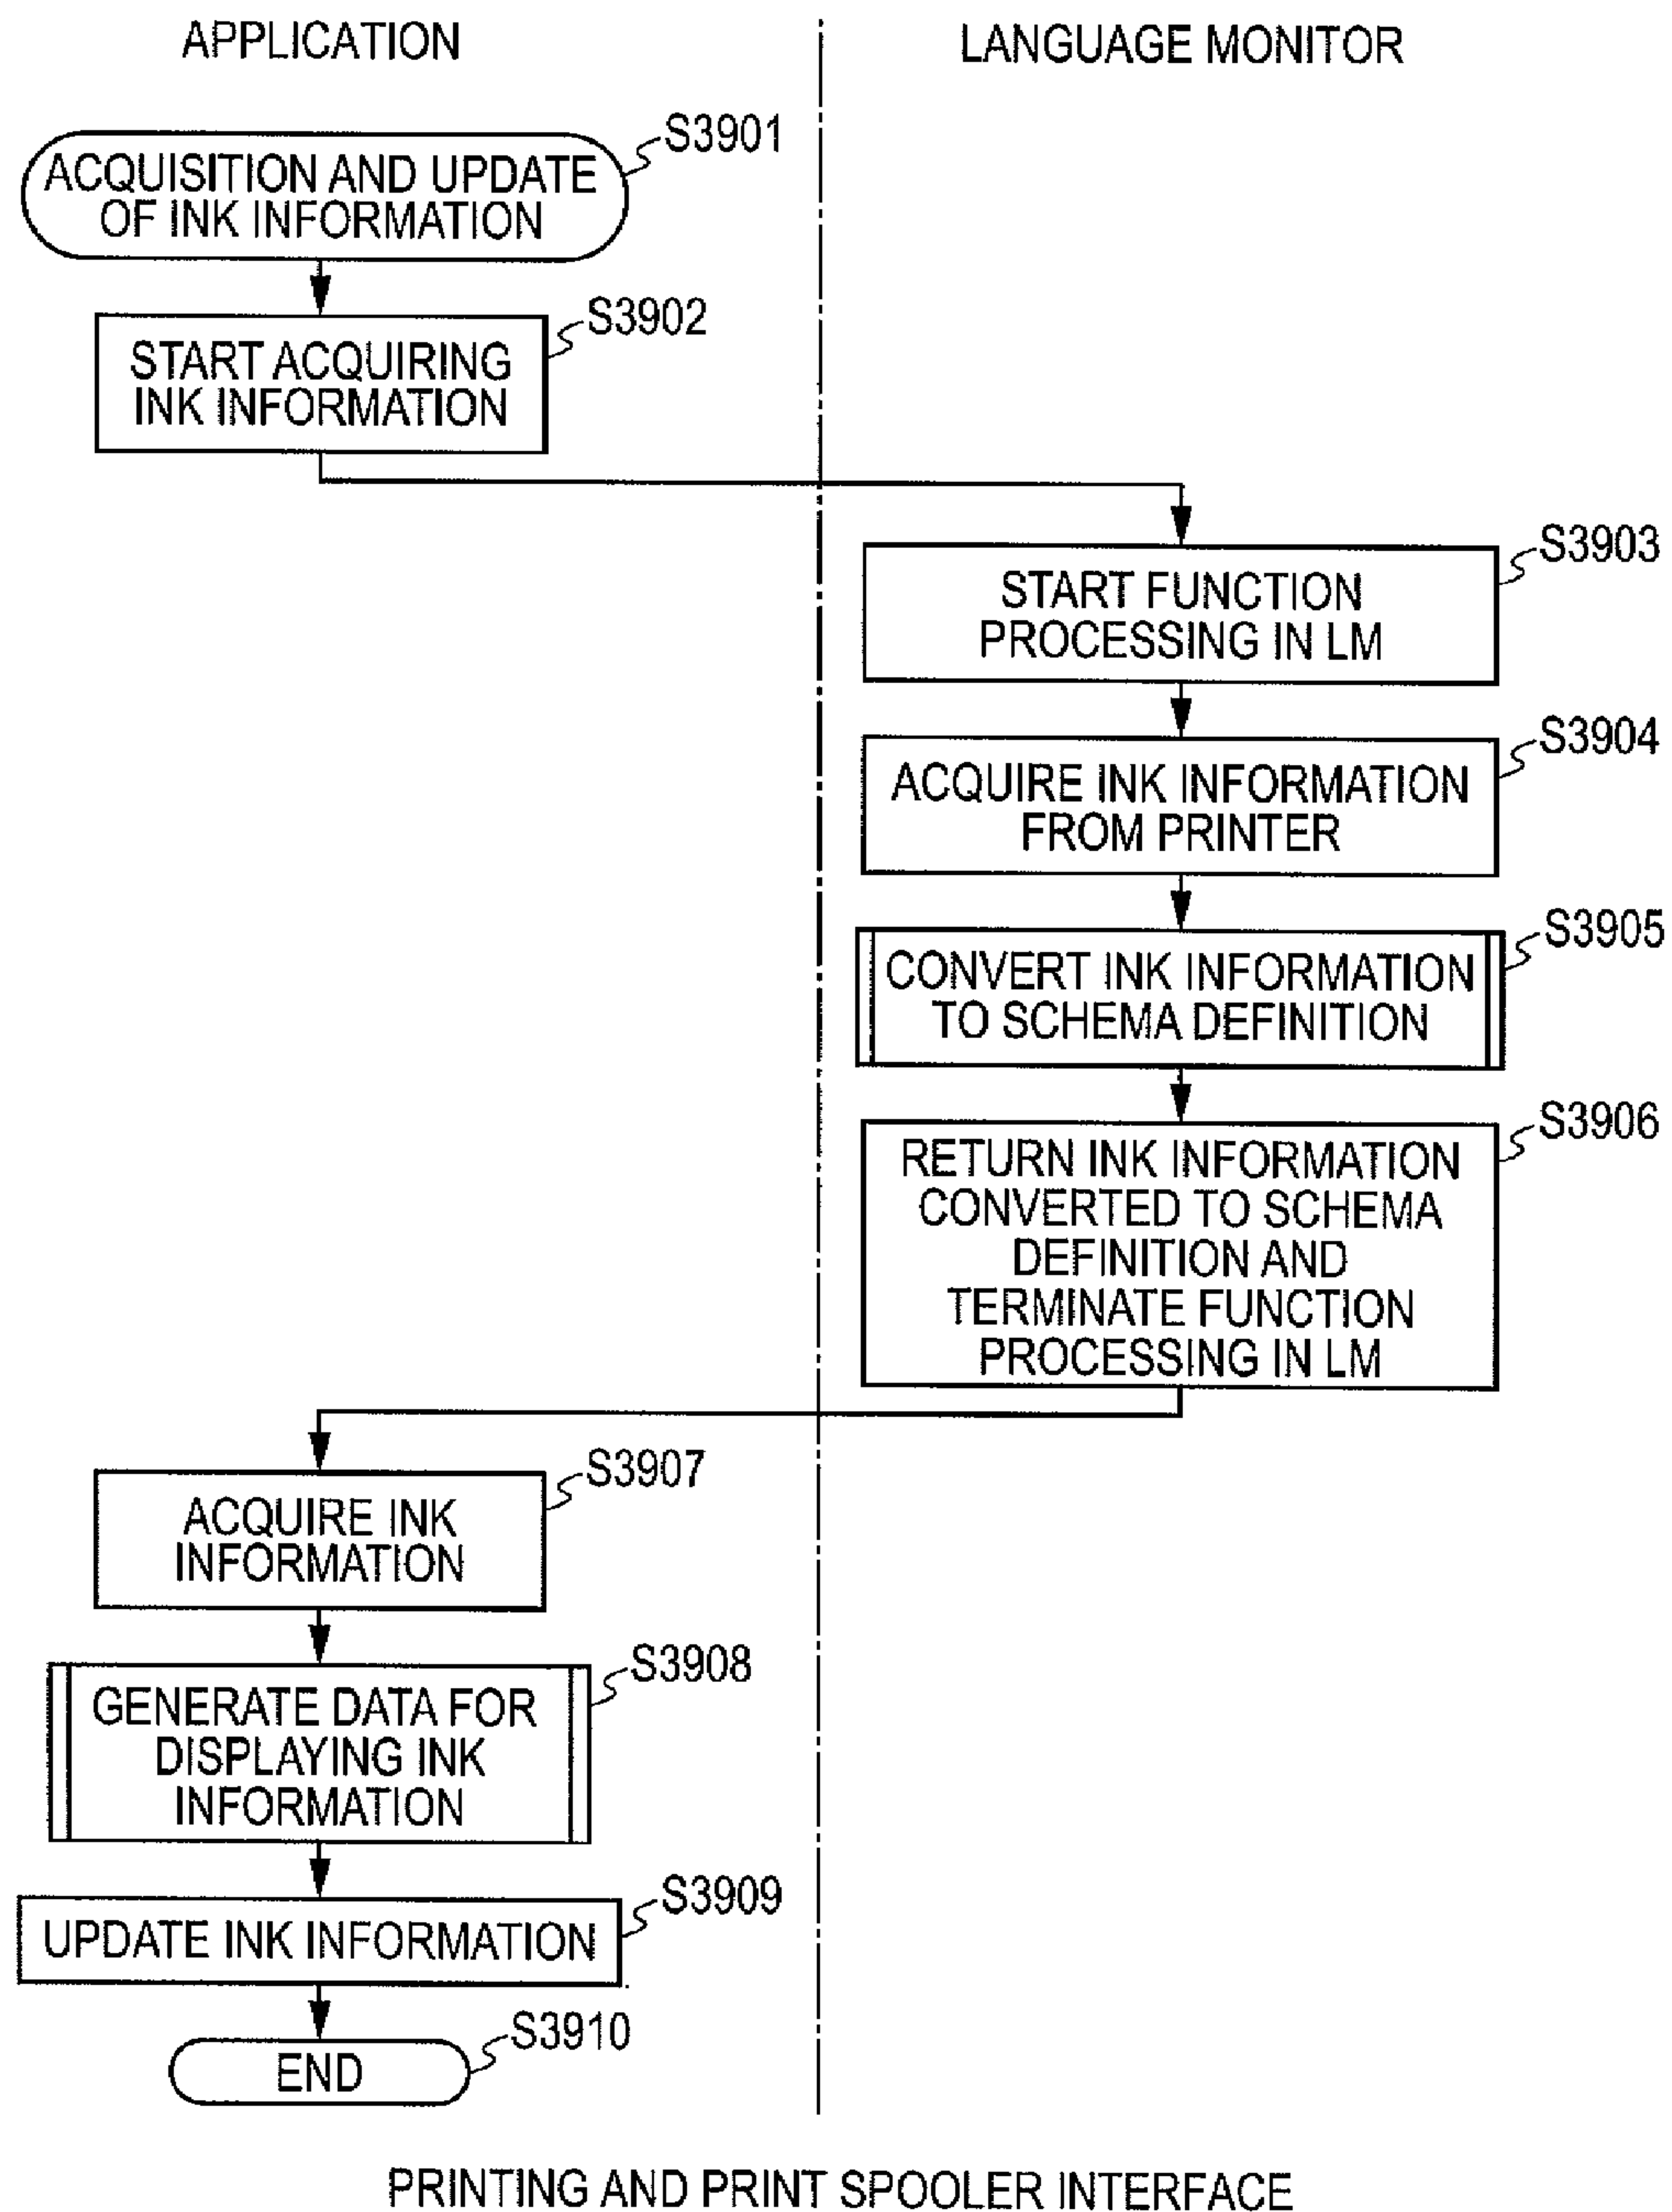 APPLICATION
LANGUAGE MONITOR
S3901
ACQUISITION AND UPDATE
OF INK INFORMATION
S3902
START ACQUIRING
INK INFORMATION
S3903
START FUNCTION
PROCESSING IN LM
S3904
ACQUIRE INK INFORMATION
FROM PRINTER
S3905
CONVERT INK INFORMATION
TO SCHEMA DEFINITION
S3906
RETURN INK INFORMATION
CONVERTED TO SCHEMA
DEFINITION AND
TERMINATE FUNCTION
PROCESSING IN LM
S3907
ACQUIRE INK
INFORMATION
S3908
GENERATE DATA FOR
DISPLAYING INK
INFORMATION
S3909
UPDATE INK INFORMATION
S3910
END
PRINTING AND PRINT SPOOLER INTERFACE